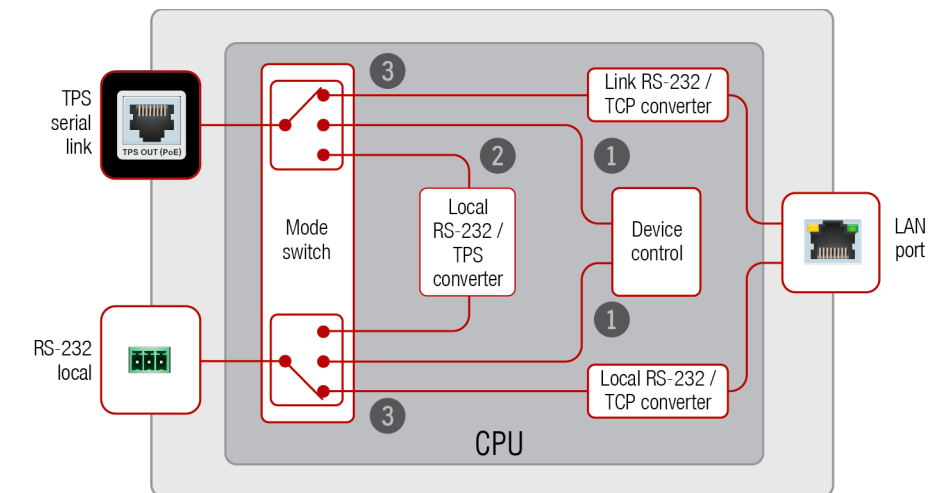 TPS
serial
link
TPS OUT (PoE)
3
Link RS-232 /
TCP converter
2
1
Mode
switch
Local
RS-232 /
TPS
converter
Device
control
LAN
port
1
RS-232
local
Local RS-232 /
TCP converter
3
CPU